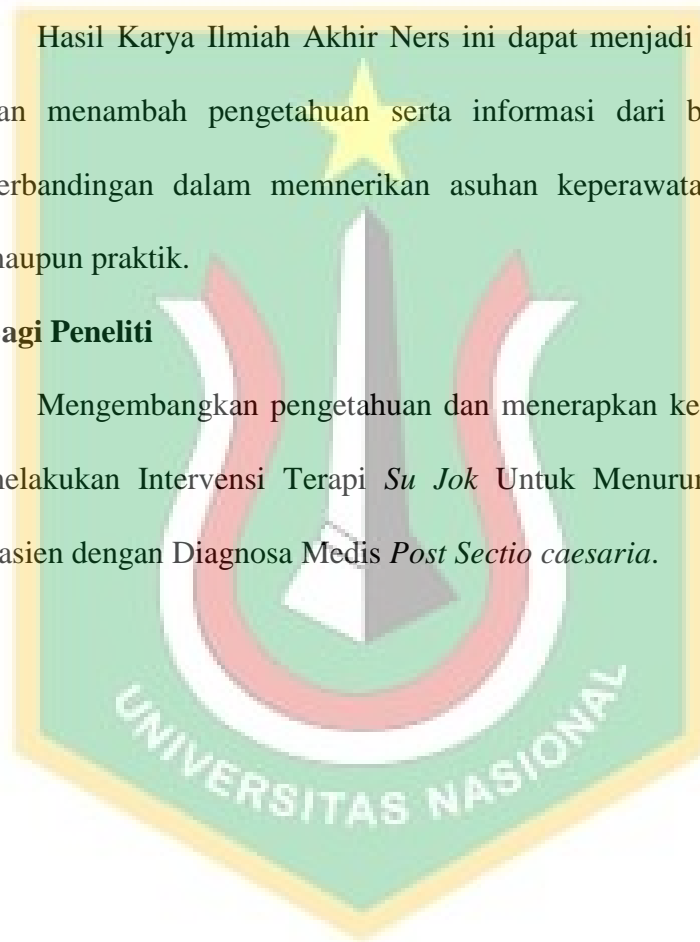 Hasil Karya Ilmiah Akhir Ners ini dapat menjadi
menambah pengetahuan serta informasi dari
dalam memnerikan asuhan
praktik.
Peneliti
Mengembangkan pengetahuan dan menerapkan
Intervensi Terapi Su Jok Untuk
dengan Diagnosa Medis Post Sectio caesaria.
UNIVERSITAS NASIONAL